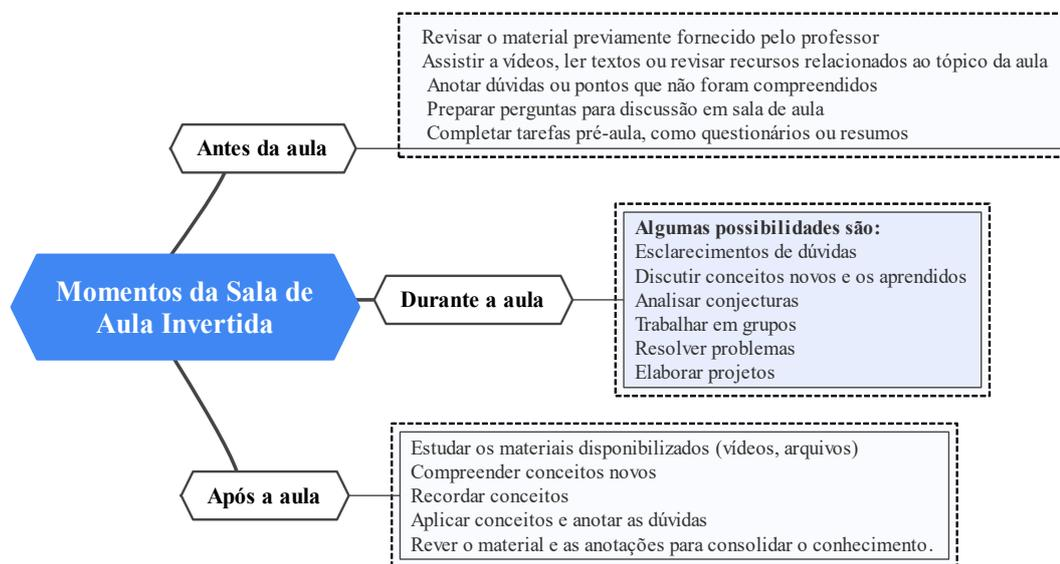 Revisar o material previamente fornecido pelo professor
Assistir a vídeos, ler textos ou revisar recursos relacionados ao tópico da aula
Anotar dúvidas ou pontos que não foram compreendidos
Preparar perguntas para discussão em sala de aula
Completar tarefas pré-aula, como questionários ou resumos
Antes da aula
Momentos da Sala de
Aula Invertida
Durante a aula
Algumas possibilidades são:
Esclarecimentos de dúvidas
Discutir conceitos novos e os aprendidos
Analisar conjecturas
Trabalhar em grupos
Resolver problemas
Elaborar projetos
Após a aula
Estudar os materiais disponibilizados (vídeos, arquivos)
Compreender conceitos novos
Recordar conceitos
Aplicar conceitos e anotar as dúvidas
Rever o material e as anotações para consolidar o conhecimento.